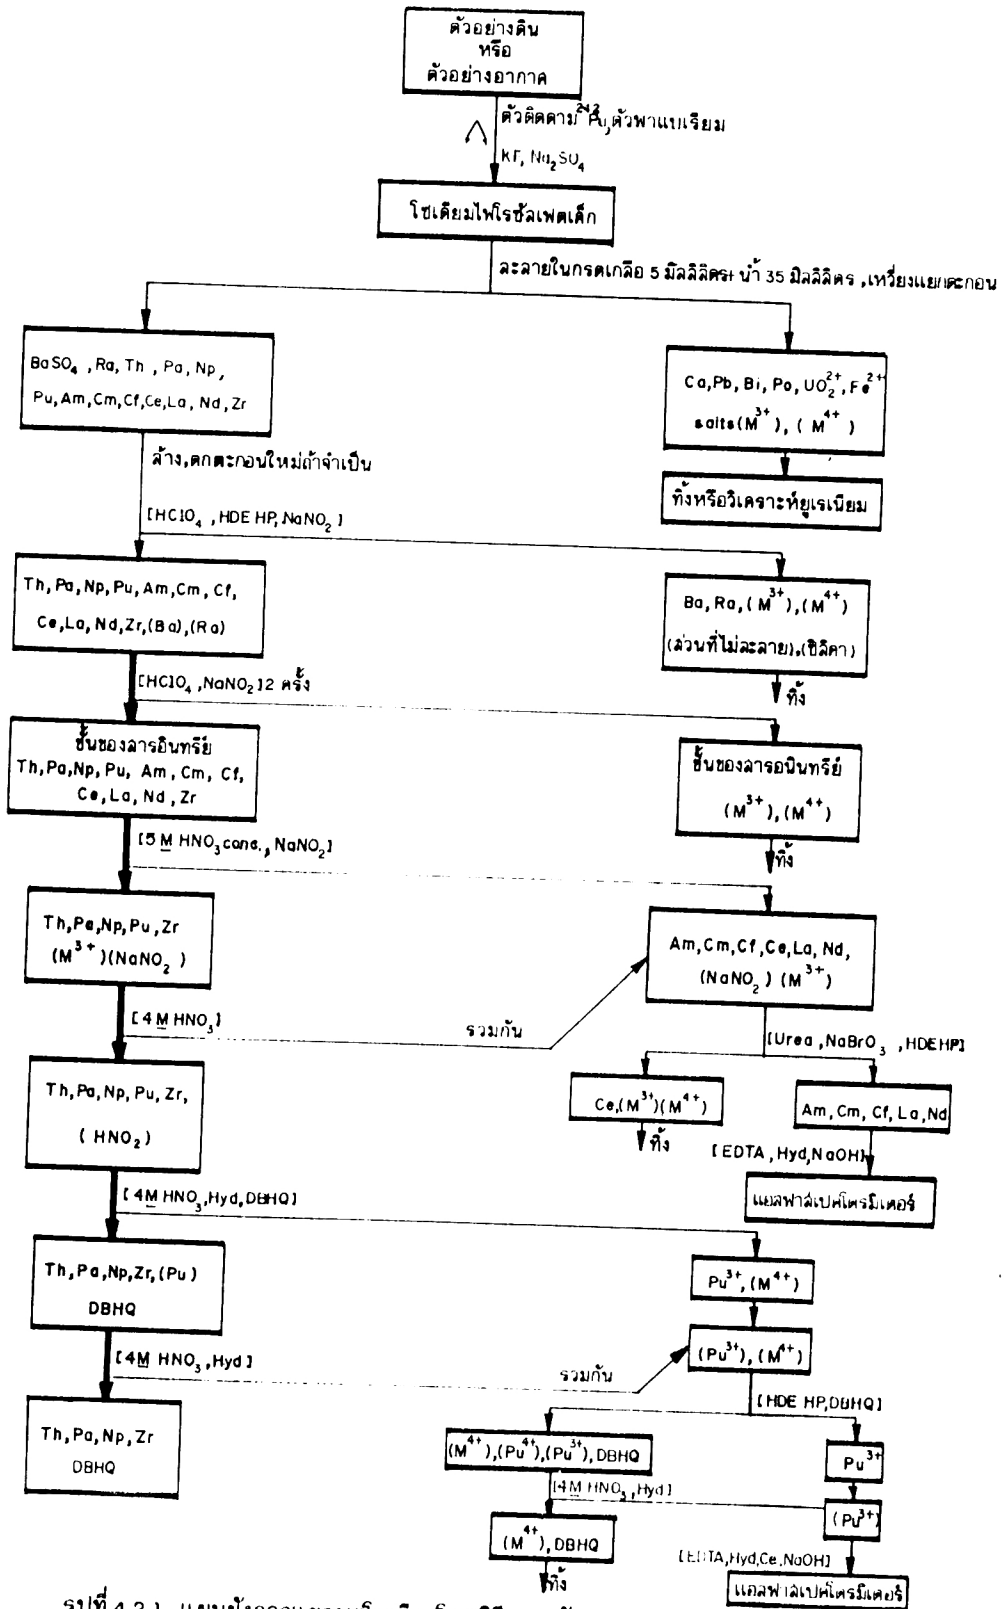 ตัวอย่างดิน
หรือ
ตัวอย่างอากาศ
ตัวติดตาม ²⁴²Pu, ตัวพาแบเรียม
KF, Na₂SO₄
โซเดียมไพโรซัลเฟตเค็ก
ละลายในกรดเกลือ 5 มิลลิลิตร+ น้ำ 35 มิลลิลิตร ,เหวี่ยงแยกตะกอน
BaSO₄ , Ra, Th , Pa, Np,
Pu, Am, Cm, Cf, Ce, La, Nd, Zr
Ca, Pb, Bi, Po, UO₂²⁺, Fe²⁺
salts(M³⁺), ( M⁴⁺ )
ล้าง,ตกตะกอนใหม่ถ้าจำเป็น
ทิ้งหรือวิเคราะห์ยูเรเนียม
[HClO₄ , HDEHP, NaNO₂ ]
Th, Pa, Np, Pu, Am, Cm, Cf,
Ce, La, Nd, Zr, (Ba), (Ra)
Ba, Ra, (M³⁺), (M⁴⁺)
(ส่วนที่ไม่ละลาย), (ซิลิกา)
ทิ้ง
[HClO₄ , NaNO₂] 2 ครั้ง
ชั้นของสารอินทรีย์
Th, Pa, Np, Pu, Am, Cm, Cf,
Ce, La, Nd, Zr
ชั้นของสารอนินทรีย์
(M³⁺), (M⁴⁺)
ทิ้ง
[5 M HNO₃ conc., NaNO₂]
Th, Pa, Np, Pu, Zr
(M³⁺)(NaNO₂ )
Am, Cm, Cf, Ce, La, Nd,
(NaNO₂ ) (M³⁺)
[4 M HNO₃]
รวมกัน
[Urea , NaBrO₃ , HDEHP]
Th, Pa, Np, Pu, Zr,
( HNO₂ )
Ce, (M³⁺)(M⁴⁺)
ทิ้ง
Am, Cm, Cf, La, Nd
[EDTA , Hyd, NaOH]
แอลฟาสเปคโตรมิเตอร์
[4M HNO₃, Hyd, DBHQ]
Th, Pa, Np, Zr, (Pu)
DBHQ
Pu³⁺, (M⁴⁺)
(Pu³⁺), (M⁴⁺)
[4M HNO₃ , Hyd]
รวมกัน
[HDEHP, DBHQ]
Th, Pa, Np, Zr
DBHQ
(M⁴⁺), (Pu⁴⁺), (Pu³⁺), DBHQ
Pu³⁺
[4M HNO₃, Hyd]
(Pu³⁺)
(M⁴⁺), DBHQ
ทิ้ง
[EDTA, Hyd, Ce, NaOH]
แอลฟาสเปคโตรมิเตอร์
รูปที่ 4.2.1